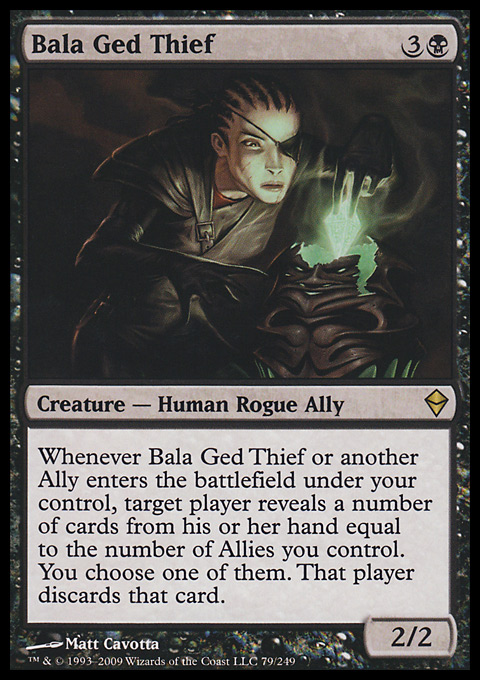 Bala Ged Thief 3
Creature — Human Rogue Ally
Whenever Bala Ged Thief or another
Ally enters the battlefield under your
control, target player reveals a number
of cards from his or her hand equal
to the number of Allies you control.
You choose one of them. That player
discards that card.
Matt Cavotta
2/2
™ & © 1993–2009 Wizards of the Coast LLC 79/249